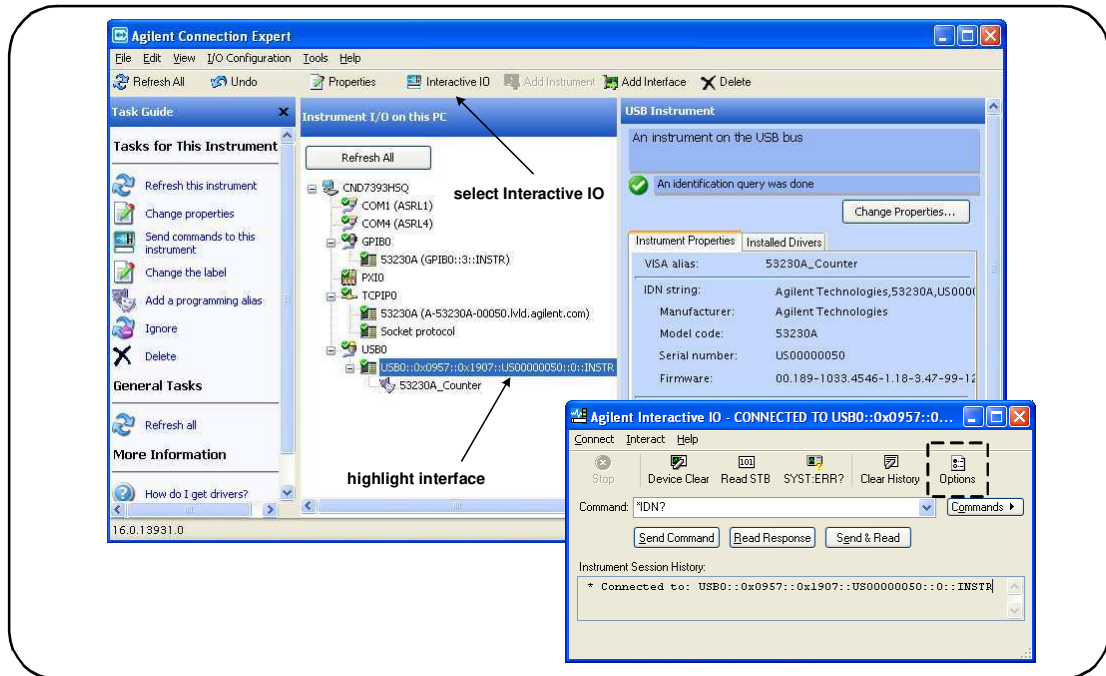 Agilent Connection Expert
File Edit View I/O Configuration Tools Help
Refresh All Undo Properties Interactive IO Add Instrument Add Interface Delete
Task Guide
Tasks for This Instrument
Refresh this instrument
Change properties
Send commands to this
instrument
Change the label
Add a programming alias
Ignore
Delete
General Tasks
Refresh all
More Information
How do I get drivers?
16.0.13931.0
Instrument I/O on this PC
Refresh All
select Interactive IO
CND7393H5Q
COM1 (ASRL1)
COM4 (ASRL4)
GPIB0
53230A (GPIB0::3::INSTR)
PXI0
TCPIP0
53230A (A-53230A-00050.lvld.agilent.com)
Socket protocol
USB0
USB0::0x0957::0x1907::US00000050::0::INSTR
53230A_Counter
highlight interface
USB Instrument
An instrument on the USB bus
An identification query was done
Change Properties...
Instrument Properties Installed Drivers
VISA alias: 53230A_Counter
IDN string: Agilent Technologies,53230A,US000(
Manufacturer: Agilent Technologies
Model code: 53230A
Serial number: US00000050
Firmware: 00.189-1033.4546-1.18-3.47-99-12
Agilent Interactive IO - CONNECTED TO USB0::0x0957::0...
Connect Interact Help
Stop Device Clear Read STB SYST:ERR? Clear History Options
Command: *IDN? Commands
Send Command Read Response Send & Read
Instrument Session History:
* Connected to: USB0::0x0957::0x1907::US00000050::0::INSTR